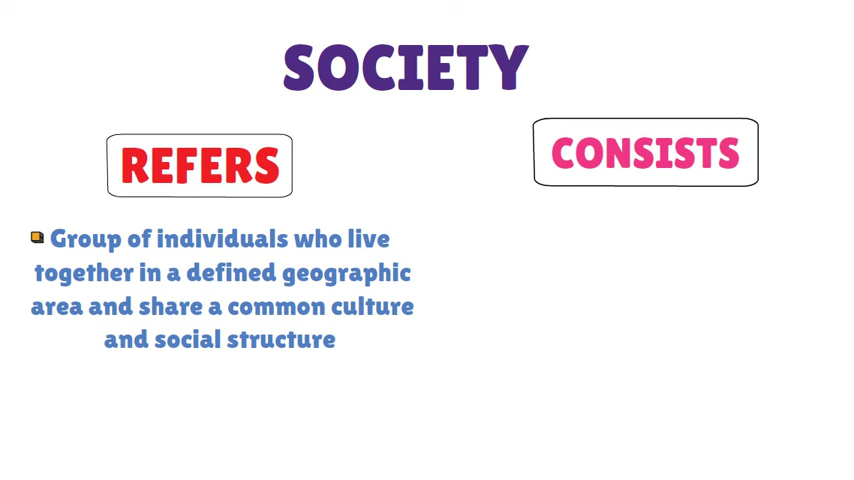 SOCIETY
REFERS
CONSISTS
Group of individuals who live
together in a defined geographic
area and share a common culture
and social structure